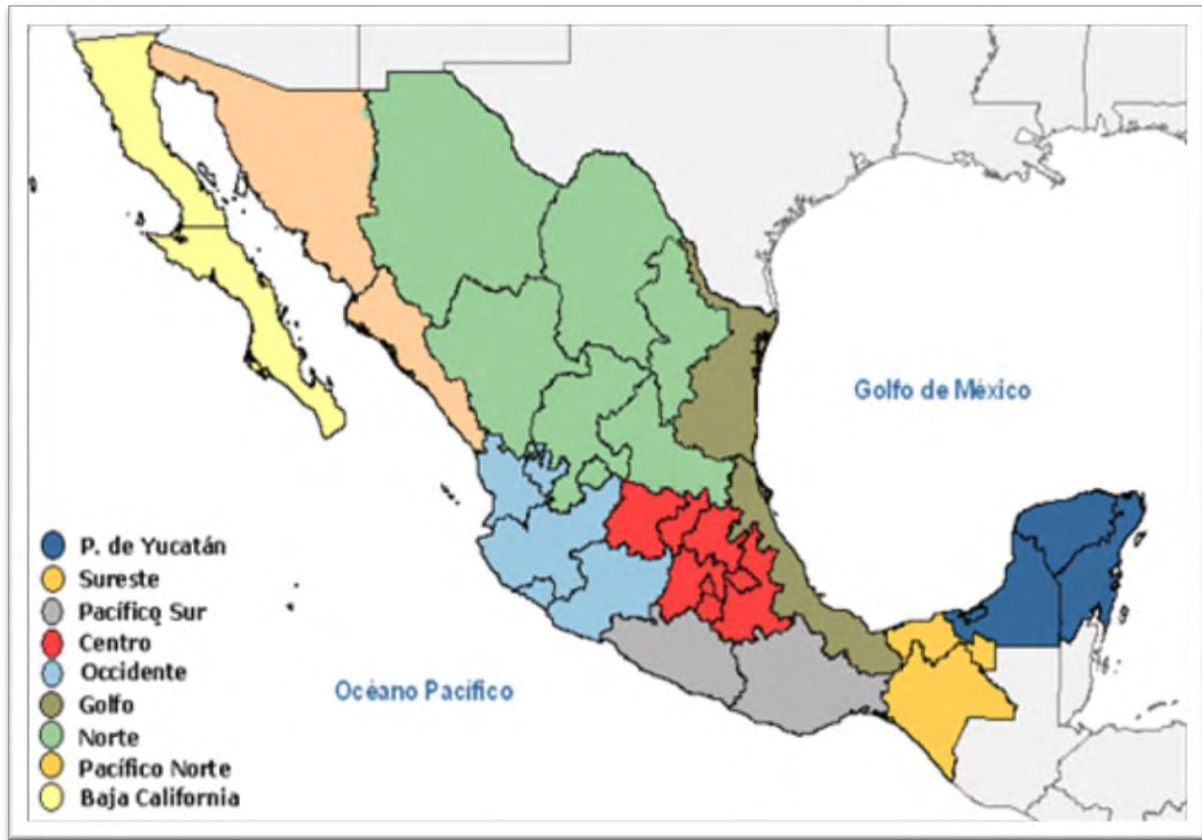 Golfo de México
P. de Yucatán
Sureste
Pacífico Sur
Centro
Occidente
Golfo
Norte
Pacífico Norte
Baja California
Océano Pacífico